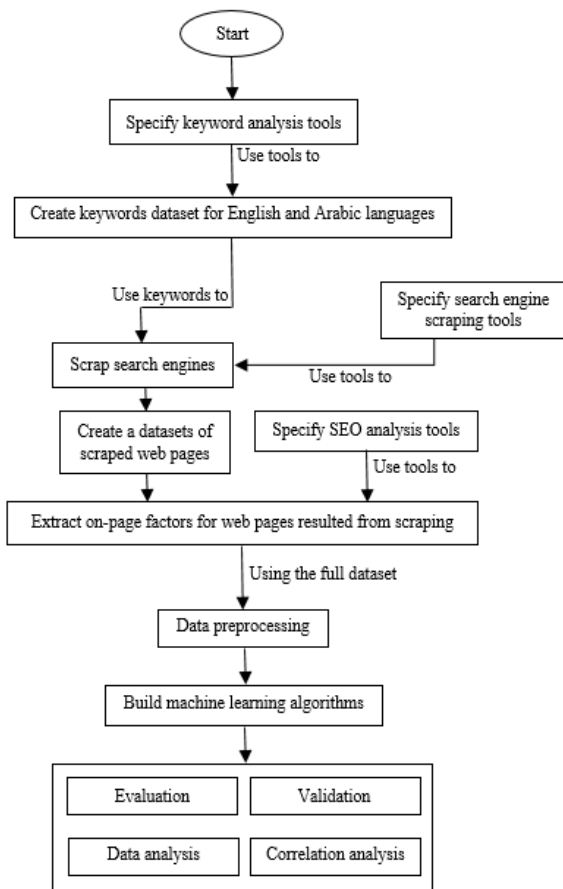 Start
Specify keyword analysis tools
Use tools to
Create keywords dataset for English and Arabic languages
Use keywords to
Specify search engine
scraping tools
Scrap search engines
Use tools to
Create a datasets of
scraped web pages
Specify SEO analysis tools
Use tools to
Extract on-page factors for web pages resulted from scraping
Using the full dataset
Data preprocessing
Build machine learning algorithms
Evaluation
Validation
Data analysis
Correlation analysis